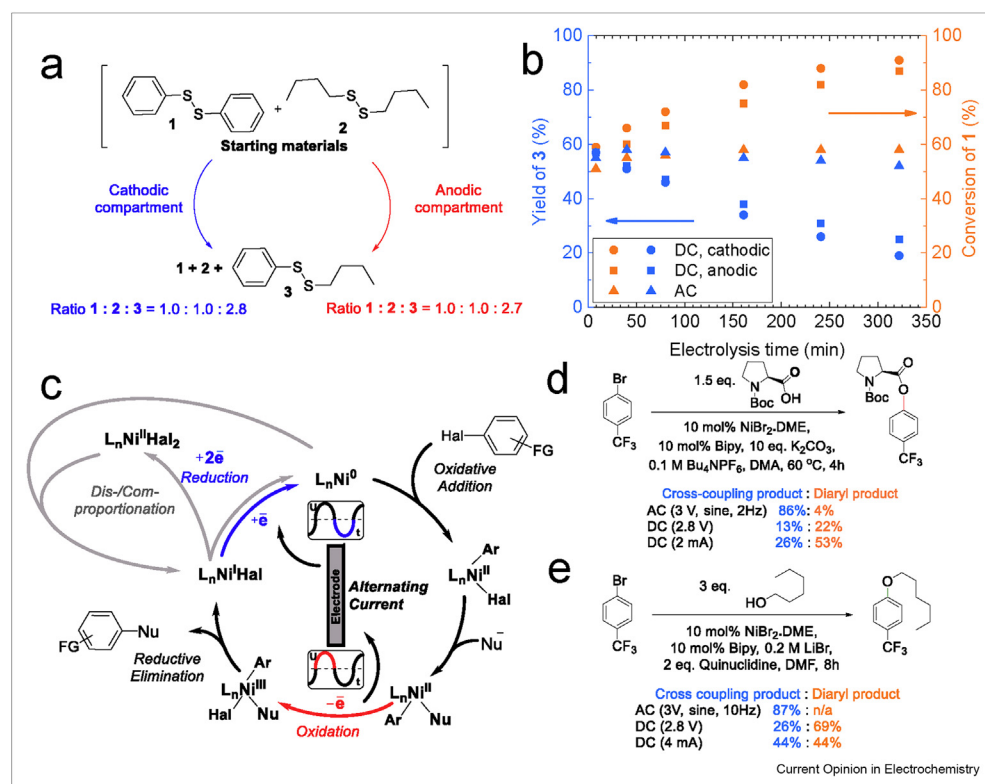 a
S
S
1
+
S
S
2
Starting materials
Cathodic
compartment
Anodic
compartment
1 + 2 +
S
S
3
Ratio 1 : 2 : 3 = 1.0 : 1.0 : 2.8
Ratio 1 : 2 : 3 = 1.0 : 1.0 : 2.7
b
Yield of 3 (%)
100
80
60
40
20
0
Conversion of 1 (%)
100
80
60
40
20
0
DC, cathodic
DC, anodic
AC
0 50 100 150 200 250 300 350
Electrolysis time (min)
c
LnNiIIHal2
+2e̅
Reduction
Dis-/Com-
proportionation
+e̅
LnNi0
Hal
FG
Oxidative
Addition
u
t
LnNiIHal
Electrode
Alternating
Current
Ar
LnNiII
Hal
Nu
FG
Nu−
Reductive
Elimination
u
t
Ar
LnNiIII
Hal
Nu
−e̅
Oxidation
LnNiII
Ar
Nu
d
Br
CF3
1.5 eq.
N
Boc
O
OH
10 mol% NiBr2-DME,
10 mol% Bipy, 10 eq. K2CO3,
0.1 M Bu4NPF6, DMA, 60 °C, 4h
N
Boc
O
O
CF3
Cross-coupling product : Diaryl product
AC (3 V, sine, 2Hz) 86%: 4%
DC (2.8 V) 13% : 22%
DC (2 mA) 26% : 53%
e
Br
CF3
3 eq.
HO
10 mol% NiBr2-DME,
10 mol% Bipy, 0.2 M LiBr,
2 eq. Quinuclidine, DMF, 8h
O
CF3
Cross coupling product : Diaryl product
AC (3V, sine, 10Hz) 87% : n/a
DC (2.8 V) 26% : 69%
DC (4 mA) 44% : 44%
Current Opinion in Electrochemistry